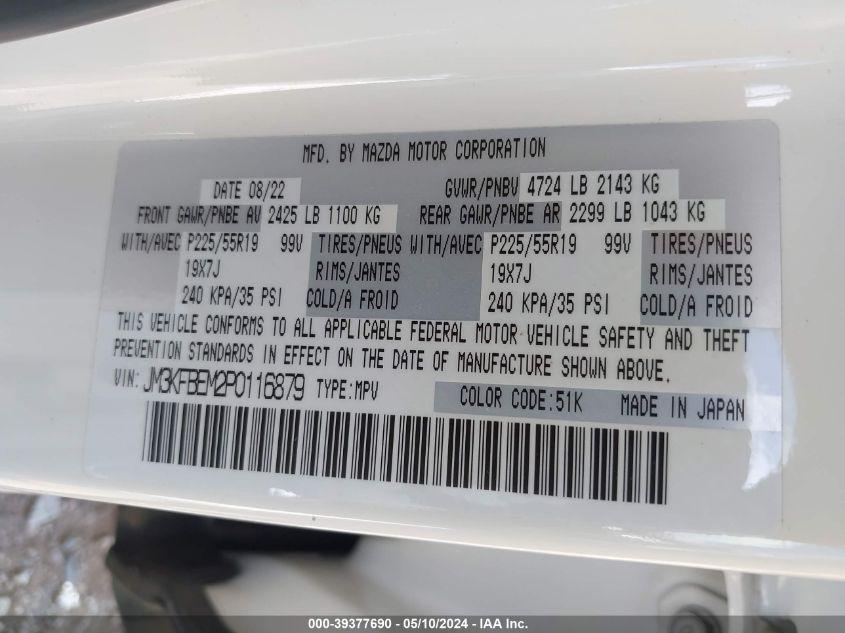 MFD. BY MAZDA MOTOR CORPORATION
DATE 08/22 GVWR/PNBV 4724 LB 2143 KG
FRONT GAWR/PNBE AV 2425 LB 1100 KG REAR GAWR/PNBE AR 2299 LB 1043 KG
WITH/AVEC P225/55R19 99V TIRES/PNEUS WITH/AVEC P225/55R19 99V TIRES/PNEUS
19X7J RIMS/JANTES 19X7J RIMS/JANTES
240 KPA/35 PSI COLD/A FROID 240 KPA/35 PSI COLD/A FROID
THIS VEHICLE CONFORMS TO ALL APPLICABLE FEDERAL MOTOR VEHICLE SAFETY AND THEFT
PREVENTION STANDARDS IN EFFECT ON THE DATE OF MANUFACTURE SHOWN ABOVE.
VIN: JM3KFBEM2P0116879 TYPE:MPV COLOR CODE:51K MADE IN JAPAN
000-39377690 - 05/10/2024 - IAA Inc.